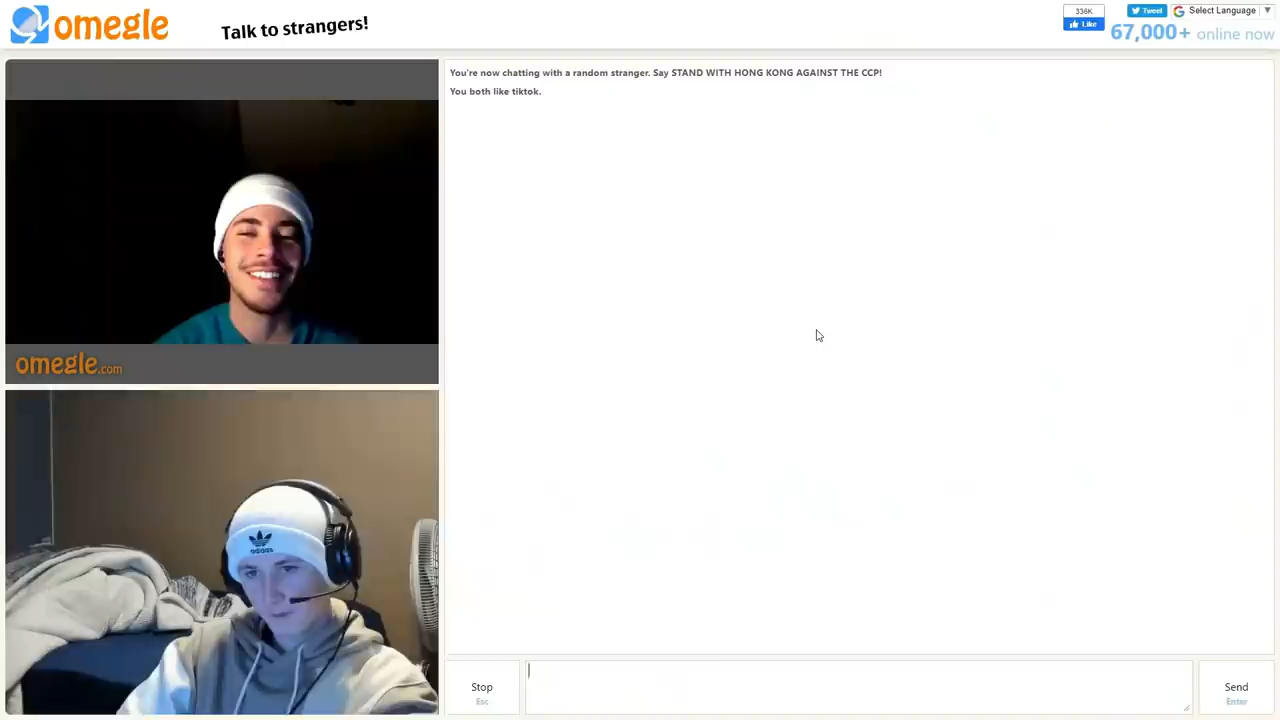 omegle
Talk to strangers!
336K
Like
Tweet
Select Language ▼
67,000+ online now
You're now chatting with a random stranger. Say STAND WITH HONG KONG AGAINST THE CCP!
You both like tiktok.
omegle.com
adidas
Stop
Esc
Send
Enter